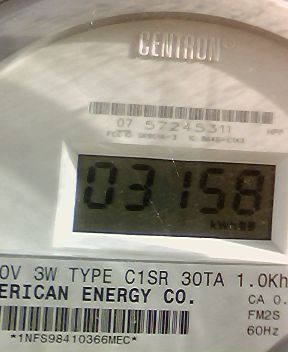 CENTRON®
07 57245311
03158
kWh
0V 3W TYPE C1SR 30TA 1.0Kh
ERICAN ENERGY CO.
CA 0.
FM2S
60Hz
*1NFS98410366MEC*